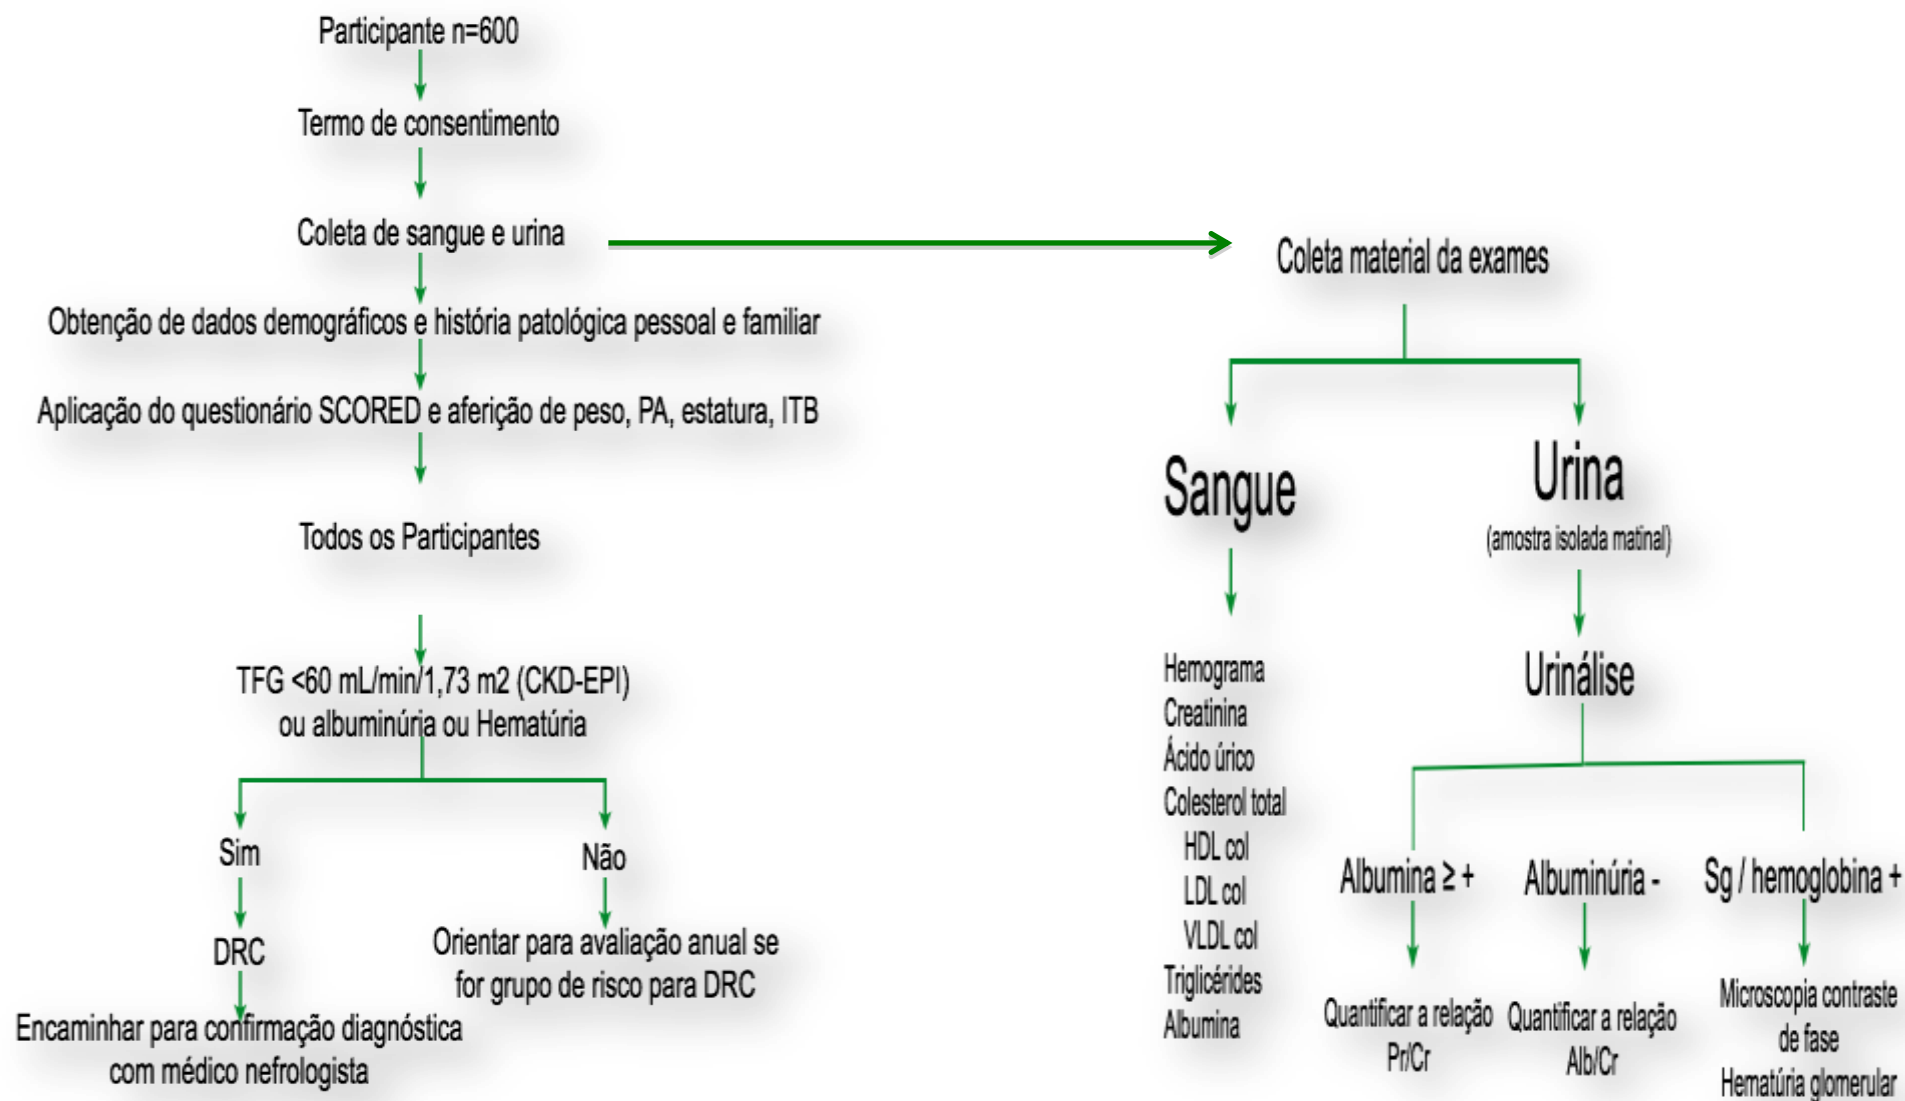 Participante n=600
Termo de consentimento
Coleta de sangue e urina
Obtenção de dados demográficos e história patológica pessoal e familiar
Aplicação do questionário SCORED e aferição de peso, PA, estatura, ITB
Todos os Participantes
TFG <60 mL/min/1,73 m2 (CKD-EPI)
ou albuminúria ou Hematúria
Sim
Não
DRC
Orientar para avaliação anual se
for grupo de risco para DRC
Encaminhar para confirmação diagnóstica
com médico nefrologista
Coleta material da exames
Sangue
Hemograma
Creatinina
Ácido úrico
Colesterol total
HDL col
LDL col
VLDL col
Triglicérides
Albumina
Urina
(amostra isolada matinal)
Urinálise
Albumina ≥ +
Quantificar a relação
Pr/Cr
Albuminúria -
Quantificar a relação
Alb/Cr
Sg / hemoglobina +
Microscopia contraste
de fase
Hematúria glomerular